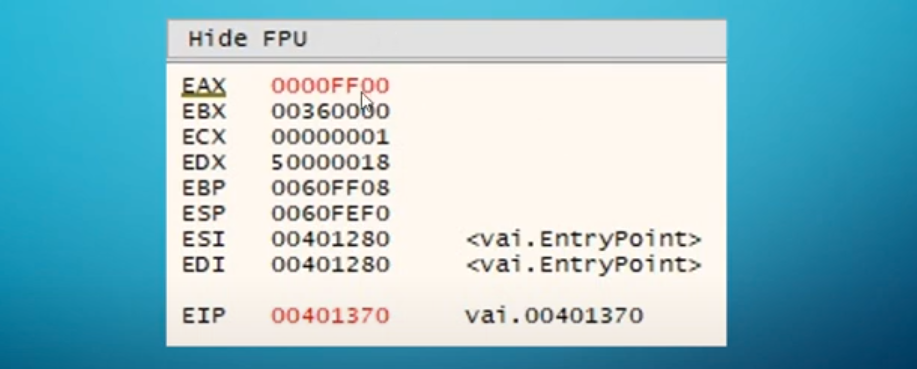 Hide FPU
EAX 0000FF00
EBX 00360000
ECX 00000001
EDX 50000018
EBP 0060FF08
ESP 0060FEF0
ESI 00401280 <vai.EntryPoint>
EDI 00401280 <vai.EntryPoint>
EIP 00401370 vai.00401370